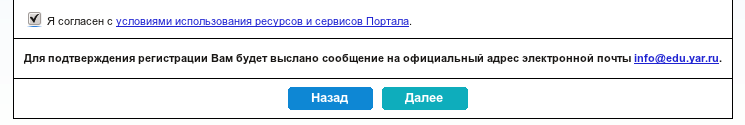 Я согласен с условиями использования ресурсов и сервисов Портала.
Для подтверждения регистрации Вам будет выслано сообщение на официальный адрес электронной почты info@edu.yar.ru.
Назад Далее